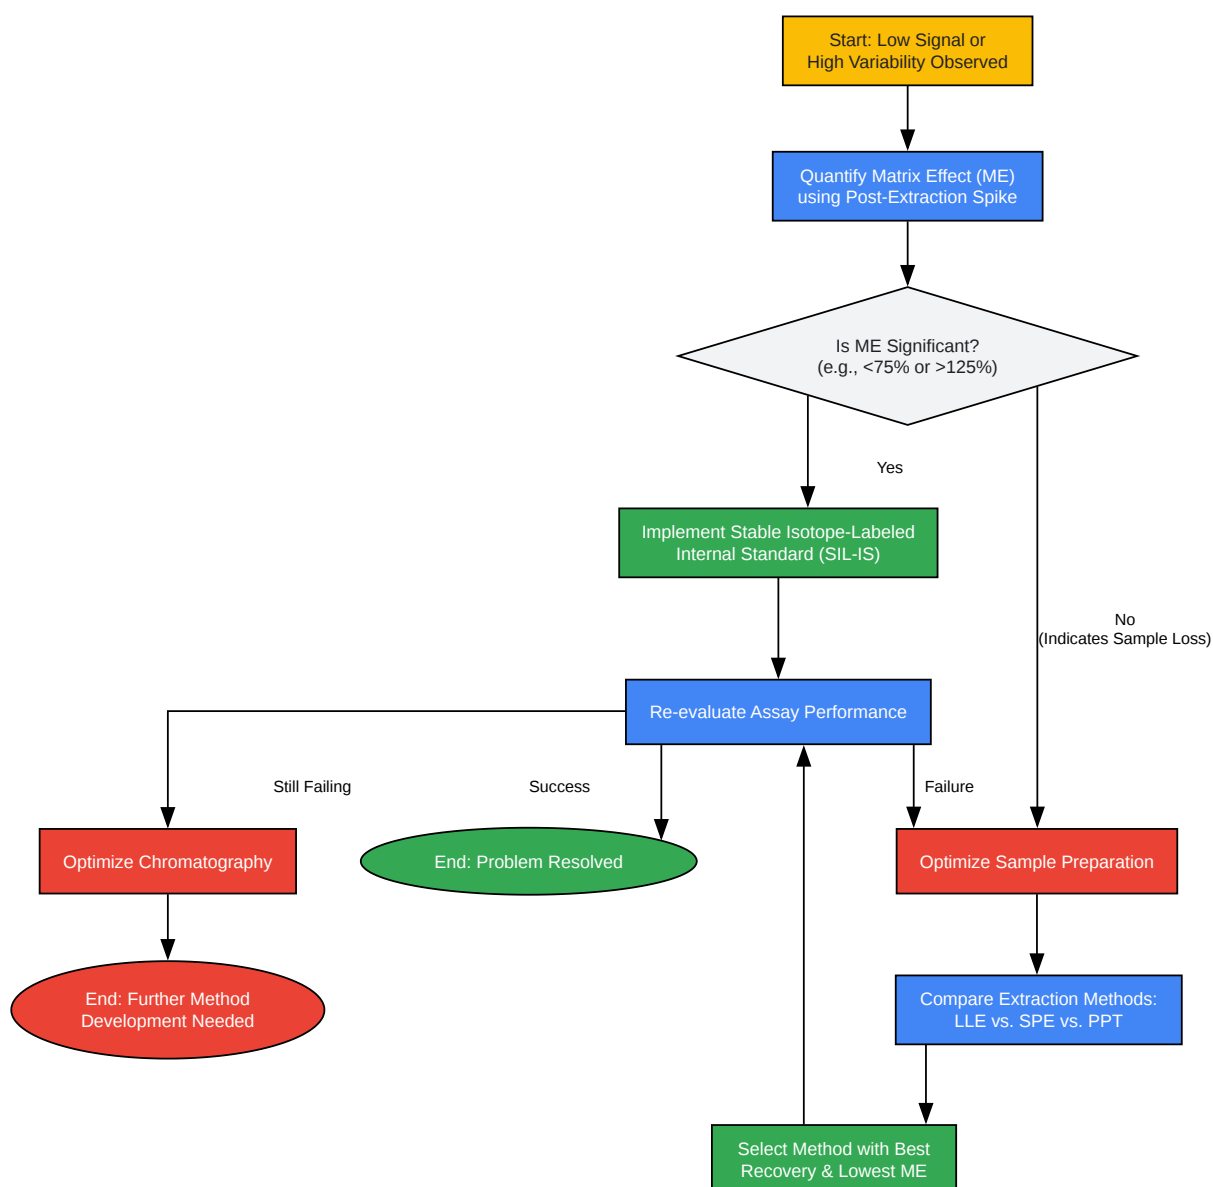 Start: Low Signal or
High Variability Observed
Quantify Matrix Effect (ME)
using Post-Extraction Spike
Is ME Significant?
(e.g., <75% or >125%)
Yes
Implement Stable Isotope-Labeled
Internal Standard (SIL-IS)
No
(Indicates Sample Loss)
Re-evaluate Assay Performance
Still Failing
Success
Failure
Optimize Chromatography
End: Problem Resolved
Optimize Sample Preparation
End: Further Method
Development Needed
Compare Extraction Methods:
LLE vs. SPE vs. PPT
Select Method with Best
Recovery & Lowest ME